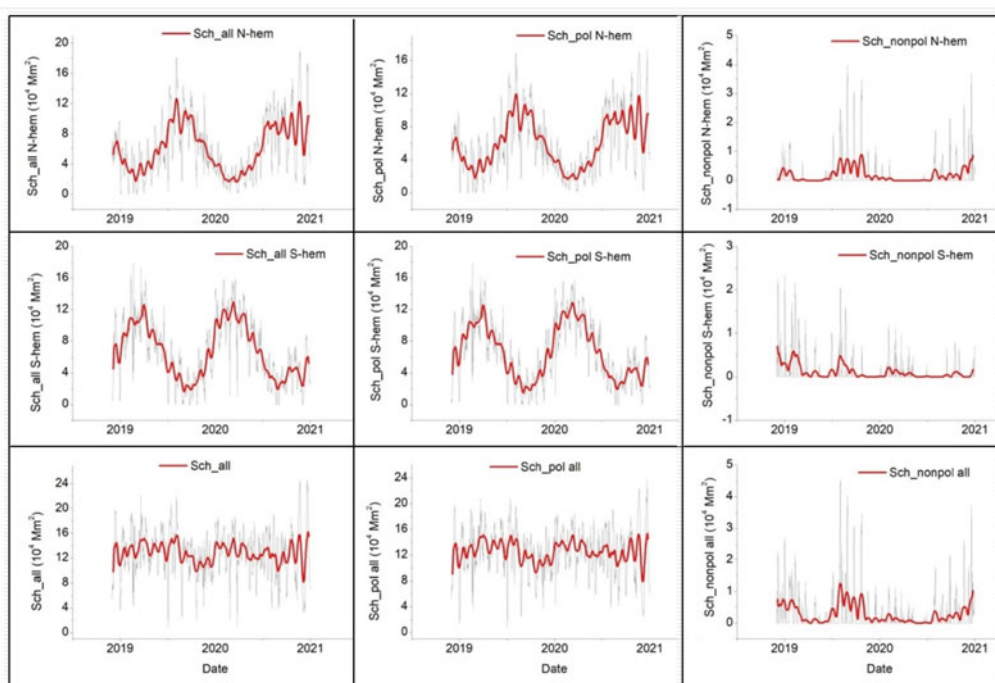 Sch_all N-hem
Sch_all N-hem (10⁴ Mm²)
20
16
12
8
4
0
2019 2020 2021
Sch_pol N-hem
Sch_pol N-hem (10⁴ Mm²)
16
12
8
4
0
2019 2020 2021
Sch_nonpol N-hem
Sch_nonpol N-hem (10⁴ Mm²)
5
4
3
2
1
0
-1
2019 2020 2021
Sch_all S-hem
Sch_all S-hem (10⁴ Mm²)
20
16
12
8
4
0
2019 2020 2021
Sch_pol S-hem
Sch_pol S-hem (10⁴ Mm²)
20
16
12
8
4
0
2019 2020 2021
Sch_nonpol S-hem
Sch_nonpol S-hem (10⁴ Mm²)
3
2
1
0
-1
2019 2020 2021
Sch_all
Sch_all (10⁴ Mm²)
24
20
16
12
8
4
0
2019 2020 2021
Date
Sch_pol all
Sch_pol all (10⁴ Mm²)
24
20
16
12
8
4
0
2019 2020 2021
Date
Sch_nonpol all
Sch_nonpol all (10⁴ Mm²)
5
4
3
2
1
0
2019 2020 2021
Date